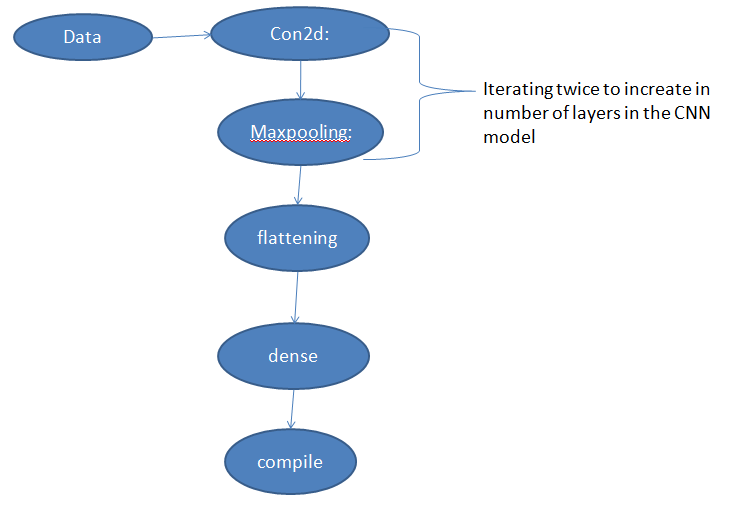 Data
Con2d:
Iterating twice to increate in
number of layers in the CNN
model
Maxpooling:
flattening
dense
compile